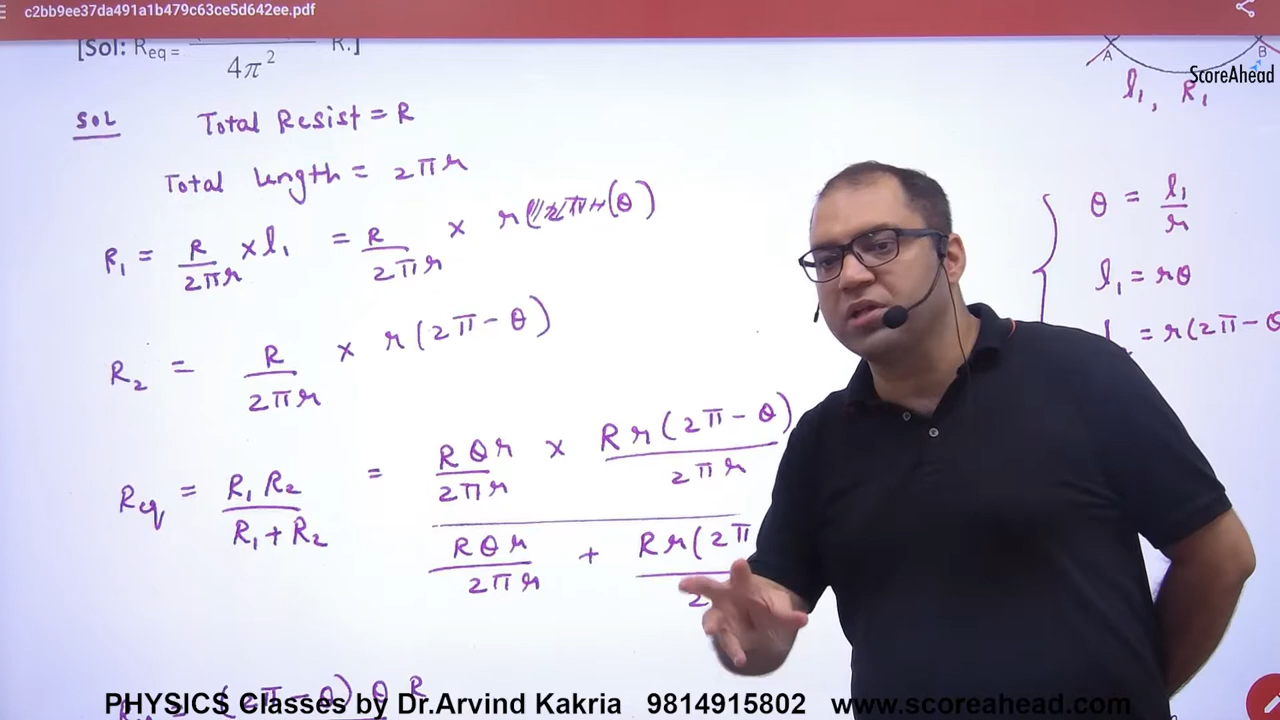 c2bb9ee37da491a1b479c63ce5d642ee.pdf
[Sol: Req = R.]
4π²
A B
ScoreAhead
l₁, R₁
Sol Total Resist = R
Total length = 2πr
R₁ = R/2πr × l₁ = R/2πr × r(θ)
R₂ = R/2πr × r(2π - θ)
Req = R₁R₂/R₁+R₂ = Rθr/2πr × Rr(2π - θ)/2πr
Rθr/2πr + Rr(2π
2
θ = l₁/r
l₁ = rθ
= r(2π - θ
(2π - θ) θ R
PHYSICS Classes by Dr.Arvind Kakria 9814915802 www.scoreahead.com